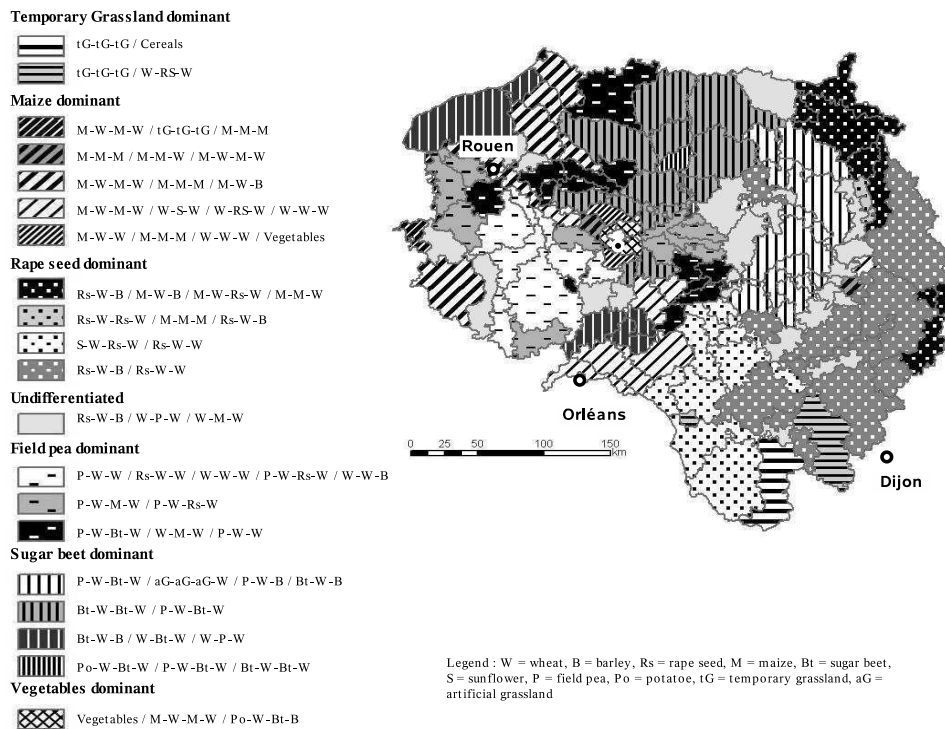 Temporary Grassland dominant
tG-tG-tG / Cereals
tG-tG-tG / W-RS-W
Maize dominant
M-W-M-W / tG-tG-tG / M-M-M
M-M-M / M-M-W / M-W-M-W
M-W-M-W / M-M-M / M-W-B
M-W-M-W / W-S-W / W-RS-W / W-W-W
M-W-W / M-M-M / W-W-W / Vegetables
Rape seed dominant
Rs-W-B / M-W-B / M-W-Rs-W / M-M-W
Rs-W-Rs-W / M-M-M / Rs-W-B
S-W-Rs-W / Rs-W-W
Rs-W-B / Rs-W-W
Undifferentiated
Rs-W-B / W-P-W / W-M-W
Field pea dominant
P-W-W / Rs-W-W / W-W-W / P-W-Rs-W / W-W-B
P-W-M-W / P-W-Rs-W
P-W-Bt-W / W-M-W / P-W-W
Sugar beet dominant
P-W-Bt-W / aG-aG-aG-W / P-W-B / Bt-W-B
Bt-W-Bt-W / P-W-Bt-W
Bt-W-B / W-Bt-W / W-P-W
Po-W-Bt-W / P-W-Bt-W / Bt-W-Bt-W
Vegetables dominant
Vegetables / M-W-M-W / Po-W-Bt-B
Rouen
Orléans
Dijon
0 25 50 100 150
km
Legend : W = wheat, B = barley, Rs = rape seed, M = maize, Bt = sugar beet,
S = sunflower, P = field pea, Po = potatoe, tG = temporary grassland, aG =
artificial grassland